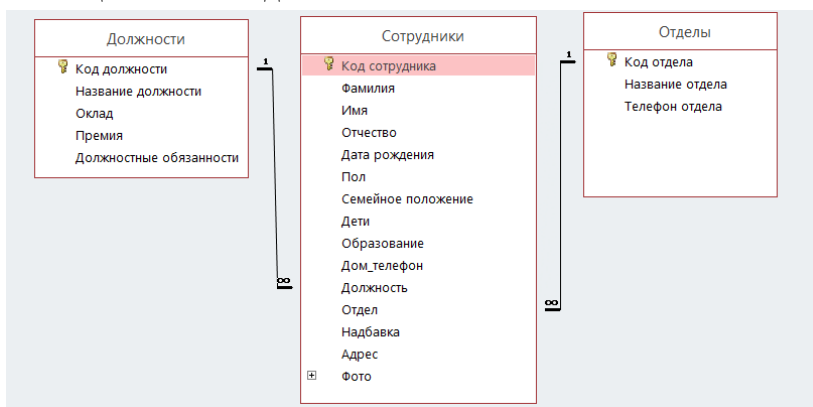 Должности
Код должности
Название должности
Оклад
Премия
Должностные обязанности
1
∞
Сотрудники
Код сотрудника
Фамилия
Имя
Отчество
Дата рождения
Пол
Семейное положение
Дети
Образование
Дом_телефон
Должность
Отдел
Надбавка
Адрес
Фото
1
∞
Отделы
Код отдела
Название отдела
Телефон отдела